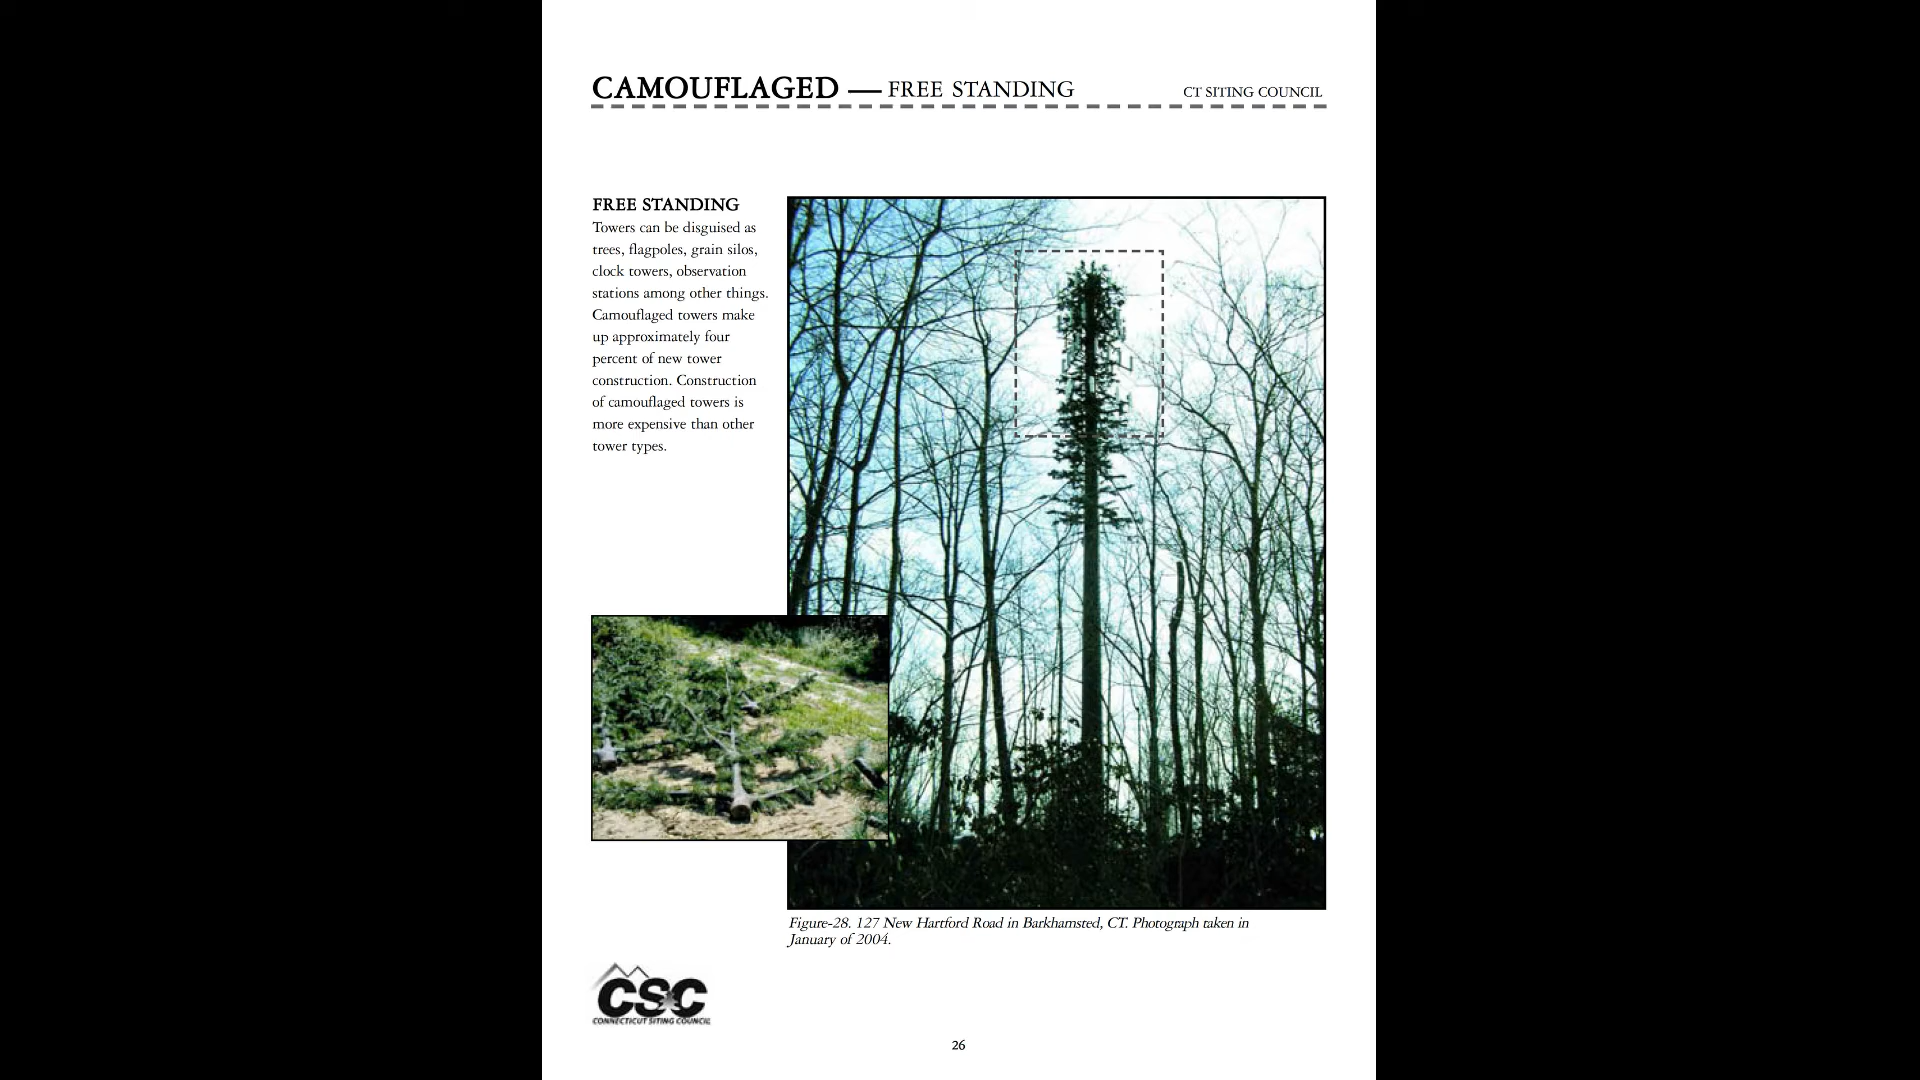 CAMOUFLAGED — FREE STANDING
CT SITING COUNCIL
FREE STANDING
Towers can be disguised as
trees, flagpoles, grain silos,
clock towers, observation
stations among other things.
Camouflaged towers make
up approximately four
percent of new tower
construction. Construction
of camouflaged towers is
more expensive than other
tower types.
Figure-28. 127 New Hartford Road in Barkhamsted, CT. Photograph taken in
January of 2004.
CSC
CONNECTICUT SITING COUNCIL
26